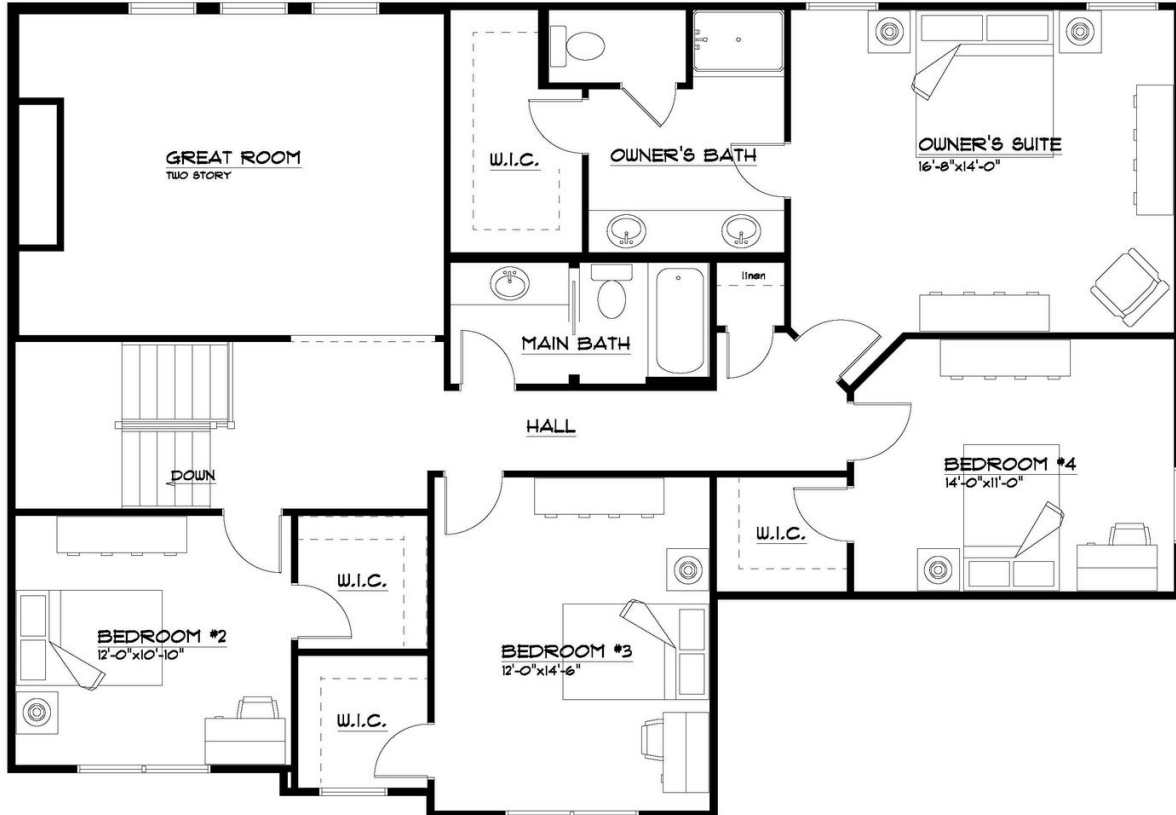 GREAT ROOM
TWO STORY
W.I.C.
OWNER'S BATH
OWNER'S SUITE
16'-8"x14'-0"
linen
MAIN BATH
HALL
DOWN
BEDROOM #4
14'-0"x11'-0"
W.I.C.
W.I.C.
BEDROOM #2
12'-0"x10'-10"
BEDROOM #3
12'-0"x14'-6"
W.I.C.